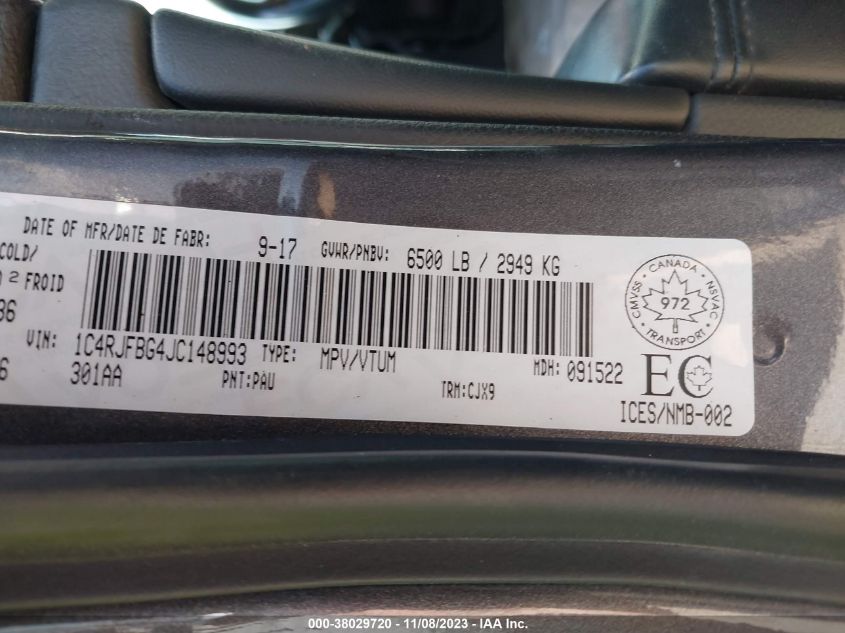 DATE OF MFR/DATE DE FABR: 9-17 GVWR/PNBV: 6500 LB / 2949 KG
COLD/
2 FROID
VIN: 1C4RJFBG4JC148993 TYPE: MPV/VTUM MDH: 091522
301AA PNT:PAU TRM:CJX9
CANADA
CMVSS 972 NSVAC
TRANSPORT
EC
ICES/NMB-002
000-38029720 - 11/08/2023 - IAA Inc.